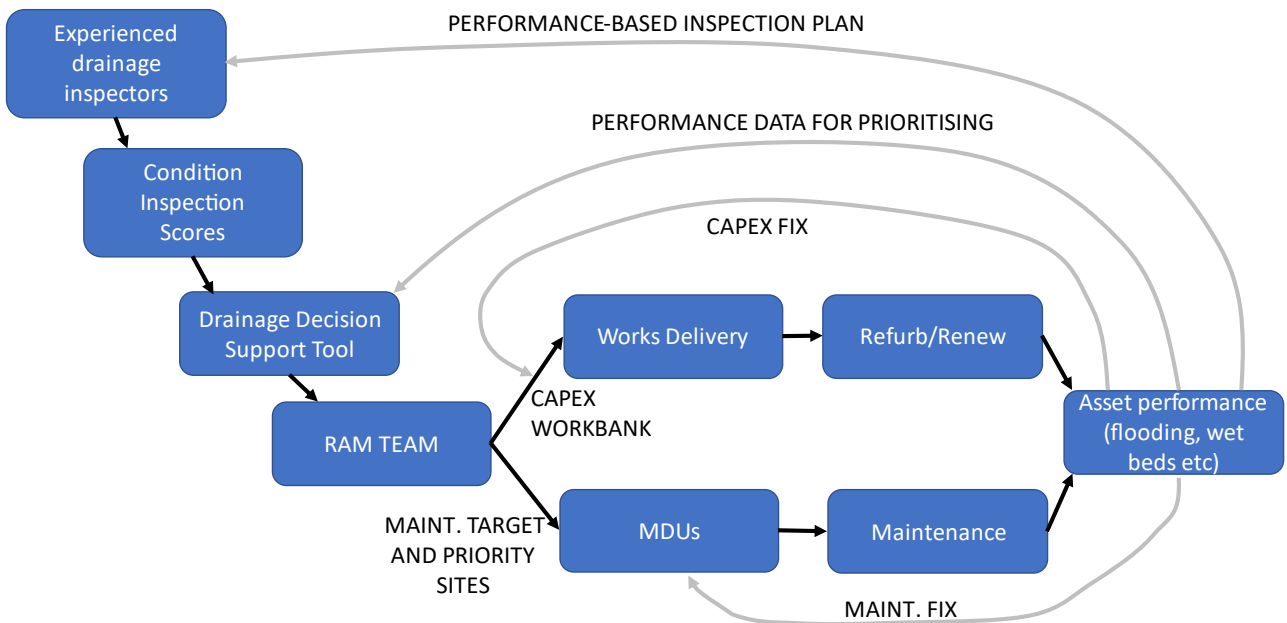 PERFORMANCE-BASED INSPECTION PLAN
Experienced
drainage
inspectors
PERFORMANCE DATA FOR PRIORITISING
Condition
Inspection
Scores
CAPEX FIX
Drainage Decision
Support Tool
Works Delivery
Refurb/Renew
CAPEX
WORKBANK
RAM TEAM
Asset performance
(flooding, wet
beds etc)
MAINT. TARGET
AND PRIORITY
SITES
MDUs
Maintenance
MAINT. FIX